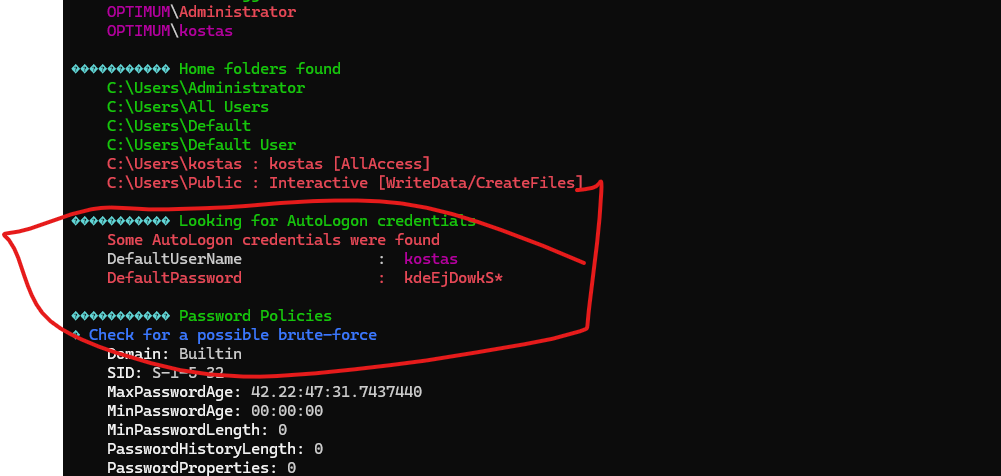 OPTIMUM\Administrator
OPTIMUM\kostas
������������ Home folders found
C:\Users\Administrator
C:\Users\All Users
C:\Users\Default
C:\Users\Default User
C:\Users\kostas : kostas [AllAccess]
C:\Users\Public : Interactive [WriteData/CreateFiles]
������������ Looking for AutoLogon credentials
Some AutoLogon credentials were found
DefaultUserName : kostas
DefaultPassword : kdeEjDowkS*
������������ Password Policies
� Check for a possible brute-force
Domain: Builtin
SID: S-1-5-32
MaxPasswordAge: 42.22:47:31.7437440
MinPasswordAge: 00:00:00
MinPasswordLength: 0
PasswordHistoryLength: 0
PasswordProperties: 0